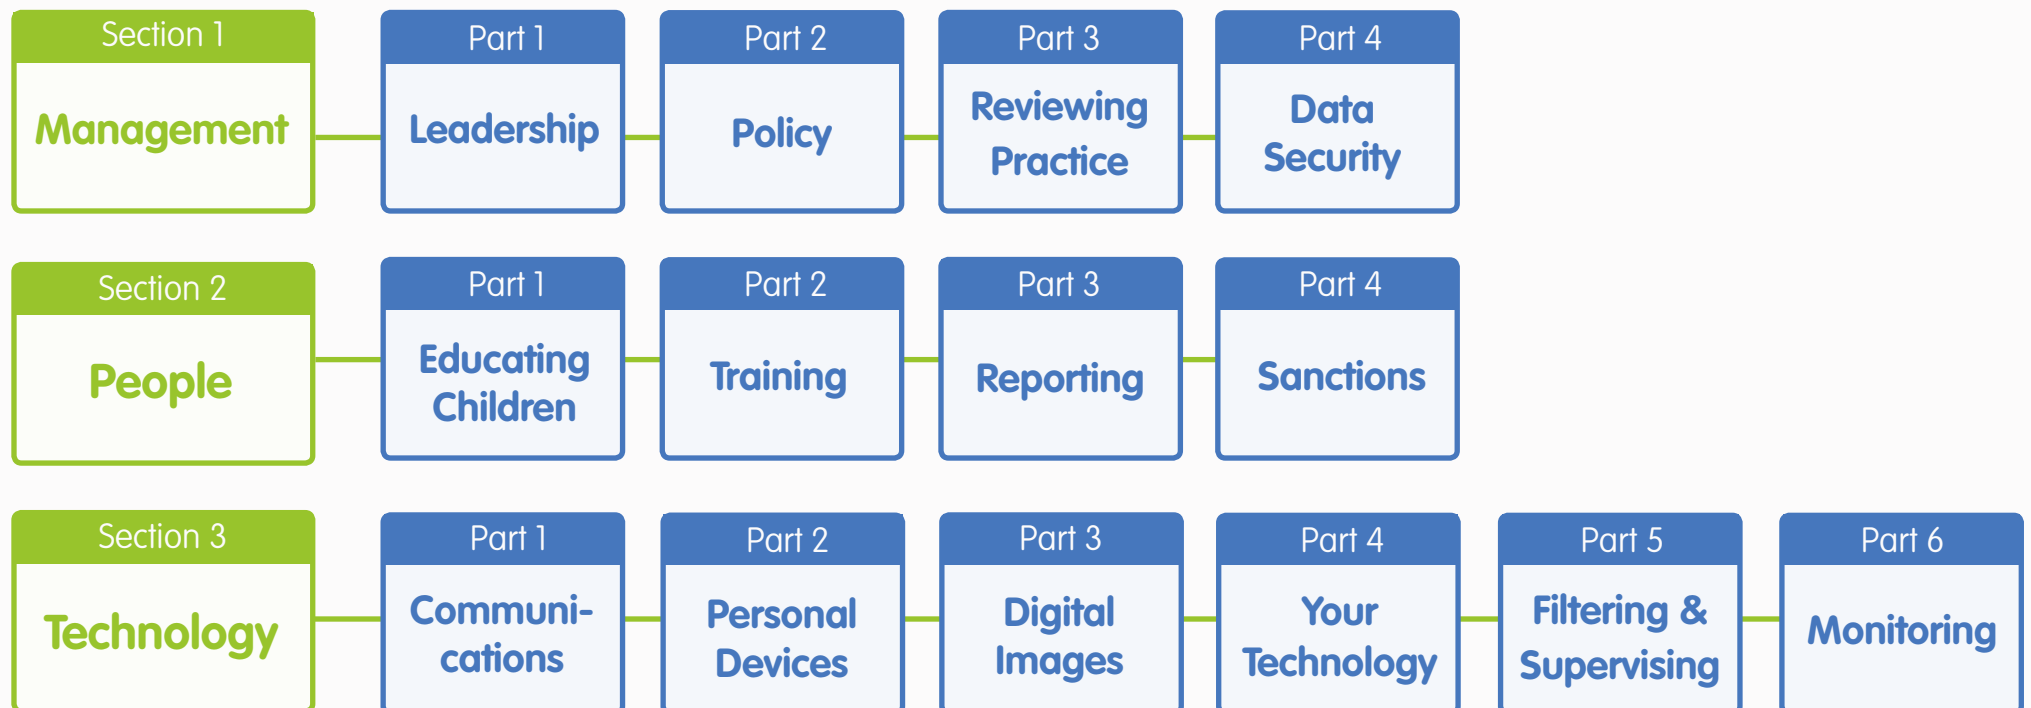 Section 1
Management
Part 1
Leadership
Part 2
Policy
Part 3
Reviewing
Practice
Part 4
Data
Security
Section 2
People
Part 1
Educating
Children
Part 2
Training
Part 3
Reporting
Part 4
Sanctions
Section 3
Technology
Part 1
Communi-
cations
Part 2
Personal
Devices
Part 3
Digital
Images
Part 4
Your
Technology
Part 5
Filtering &
Supervising
Part 6
Monitoring